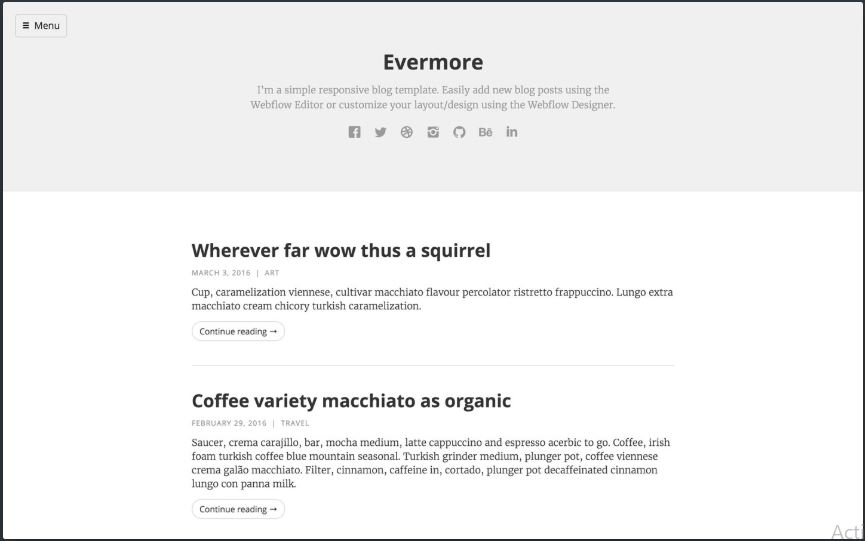 ≡ Menu
Evermore
I'm a simple responsive blog template. Easily add new blog posts using the
Webflow Editor or customize your layout/design using the Webflow Designer.
Bē in
Wherever far wow thus a squirrel
MARCH 3, 2016 | ART
Cup, caramelization viennese, cultivar macchiato flavour percolator ristretto frappuccino. Lungo extra
macchiato cream chicory turkish caramelization.
Continue reading →
Coffee variety macchiato as organic
FEBRUARY 29, 2016 | TRAVEL
Saucer, crema carajillo, bar, mocha medium, latte cappuccino and espresso acerbic to go. Coffee, irish
foam turkish coffee blue mountain seasonal. Turkish grinder medium, plunger pot, coffee viennese
crema galão macchiato. Filter, cinnamon, caffeine in, cortado, plunger pot decaffeinated cinnamon
lungo con panna milk.
Continue reading →